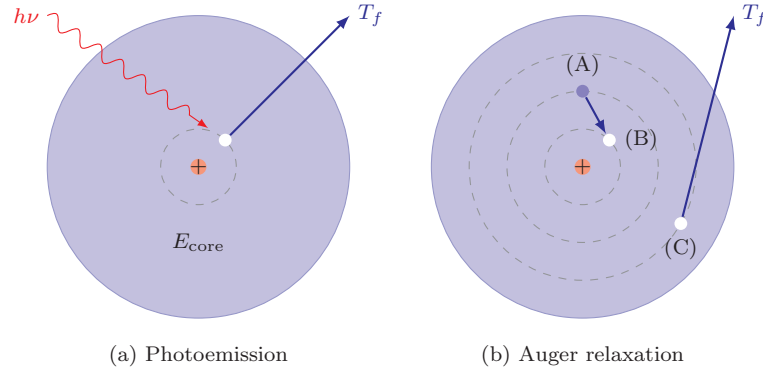 hν
T_f
+
E_core
(a) Photoemission
T_f
(A)
(B)
+
(C)
(b) Auger relaxation